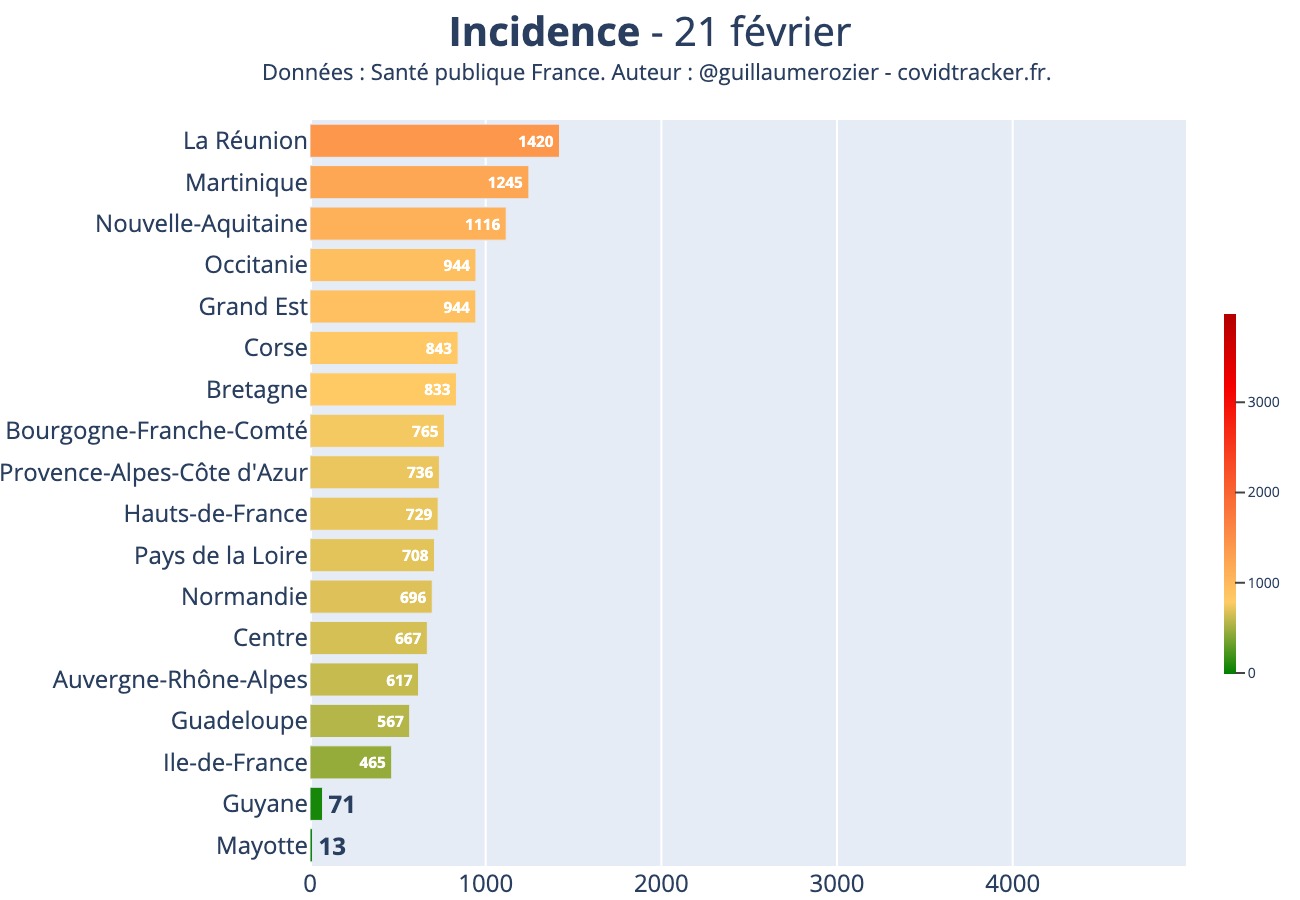 Incidence - 21 février
Données : Santé publique France. Auteur : @guillaumerozier - covidtracker.fr.
La Réunion 1420
Martinique 1245
Nouvelle-Aquitaine 1116
Occitanie 944
Grand Est 944
Corse 843
Bretagne 833
Bourgogne-Franche-Comté 765
Provence-Alpes-Côte d'Azur 736
Hauts-de-France 729
Pays de la Loire 708
Normandie 696
Centre 667
Auvergne-Rhône-Alpes 617
Guadeloupe 567
Ile-de-France 465
Guyane 71
Mayotte 13
0 1000 2000 3000 4000
3000
2000
1000
0